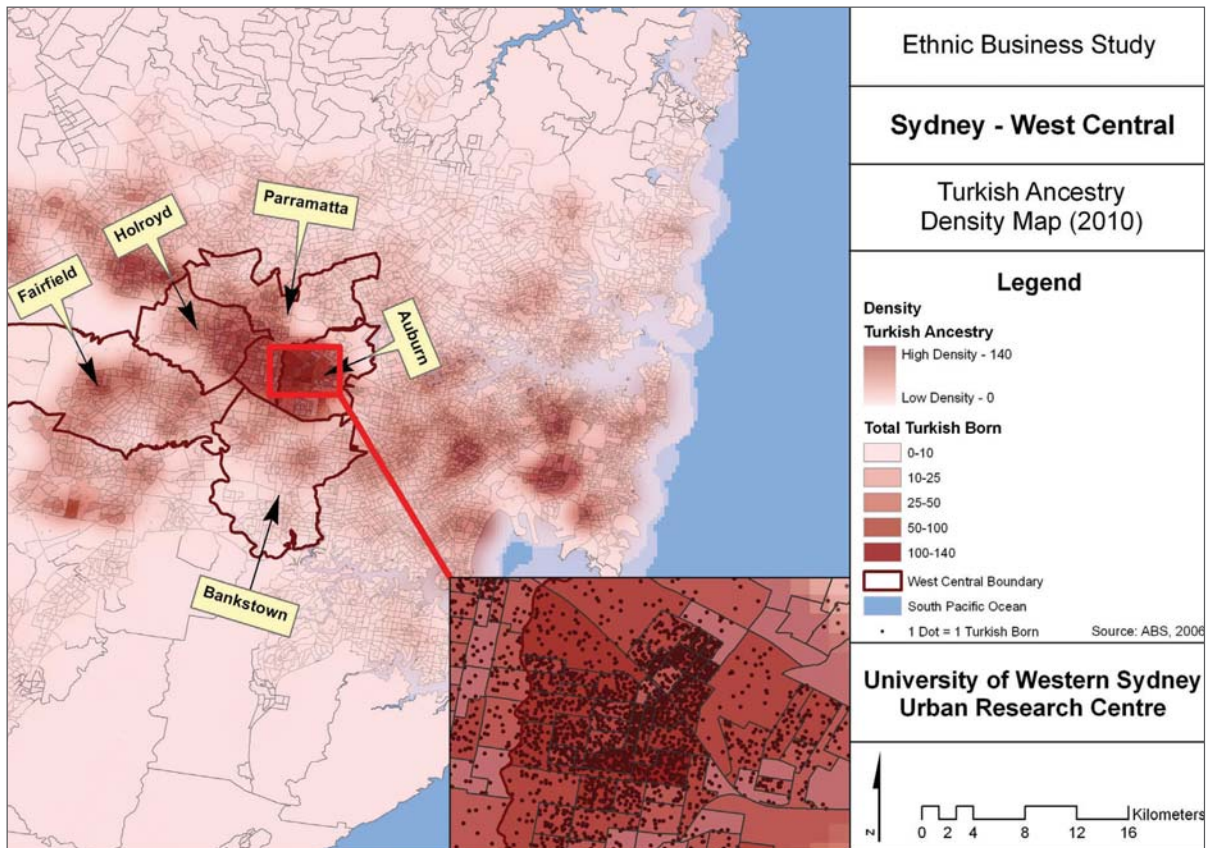 Parramatta
Holroyd
Fairfield
Auburn
Bankstown
Ethnic Business Study
Sydney - West Central
Turkish Ancestry
Density Map (2010)
Legend
Density
Turkish Ancestry
High Density - 140
Low Density - 0
Total Turkish Born
0-10
10-25
25-50
50-100
100-140
West Central Boundary
South Pacific Ocean
1 Dot = 1 Turkish Born
Source: ABS, 2006
University of Western Sydney
Urban Research Centre
Kilometers
0 2 4 8 12 16
N